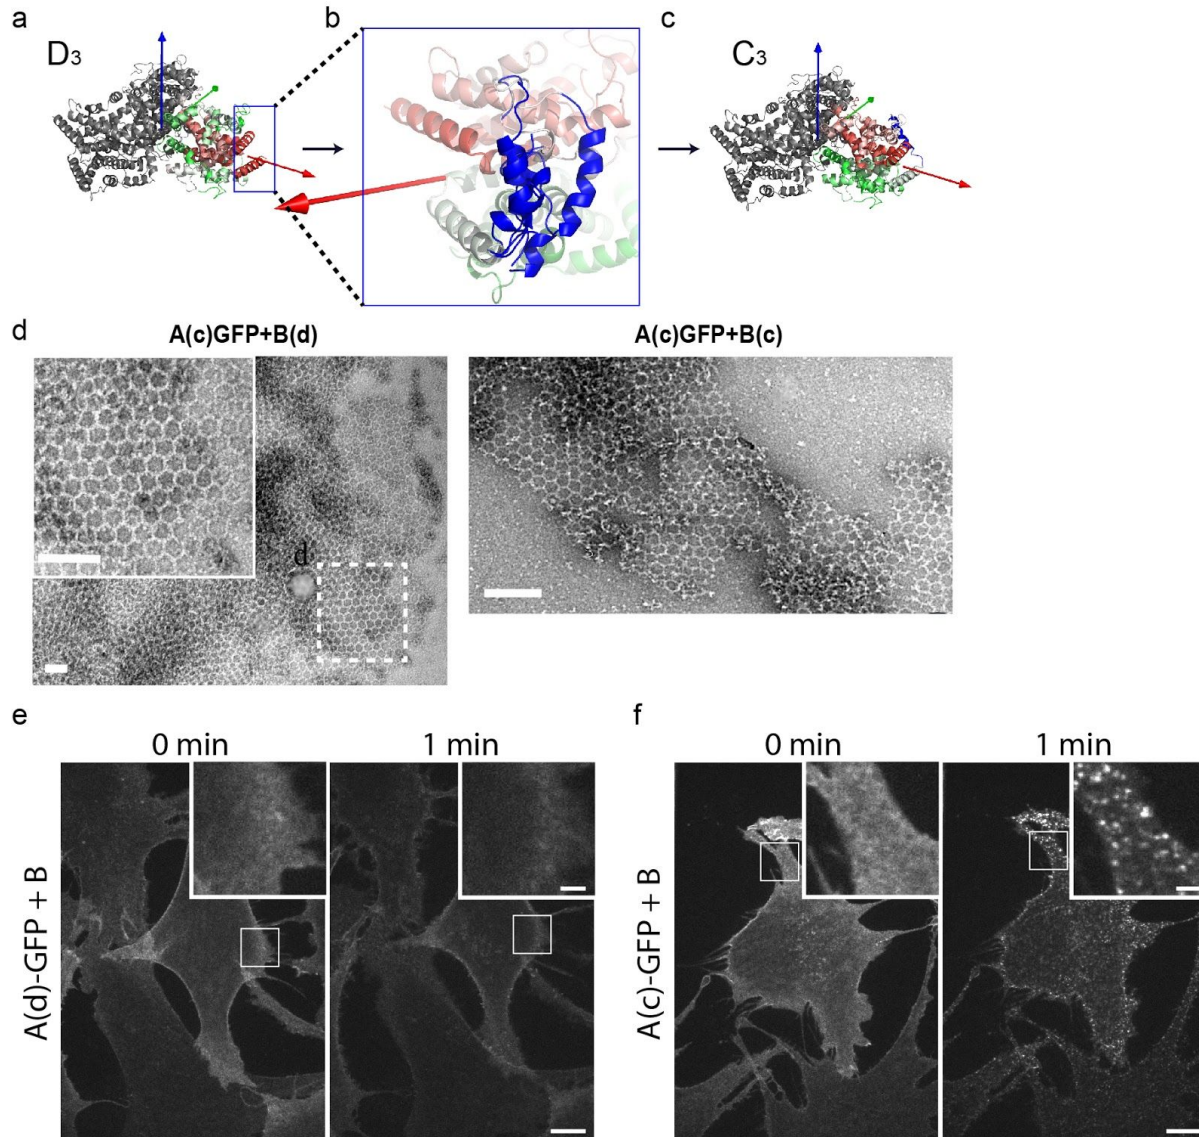 a
b
c
D3
C3
d
A(c)GFP+B(d)
A(c)GFP+B(c)
d
e
f
0 min
1 min
0 min
1 min
A(d)-GFP + B
A(c)-GFP + B